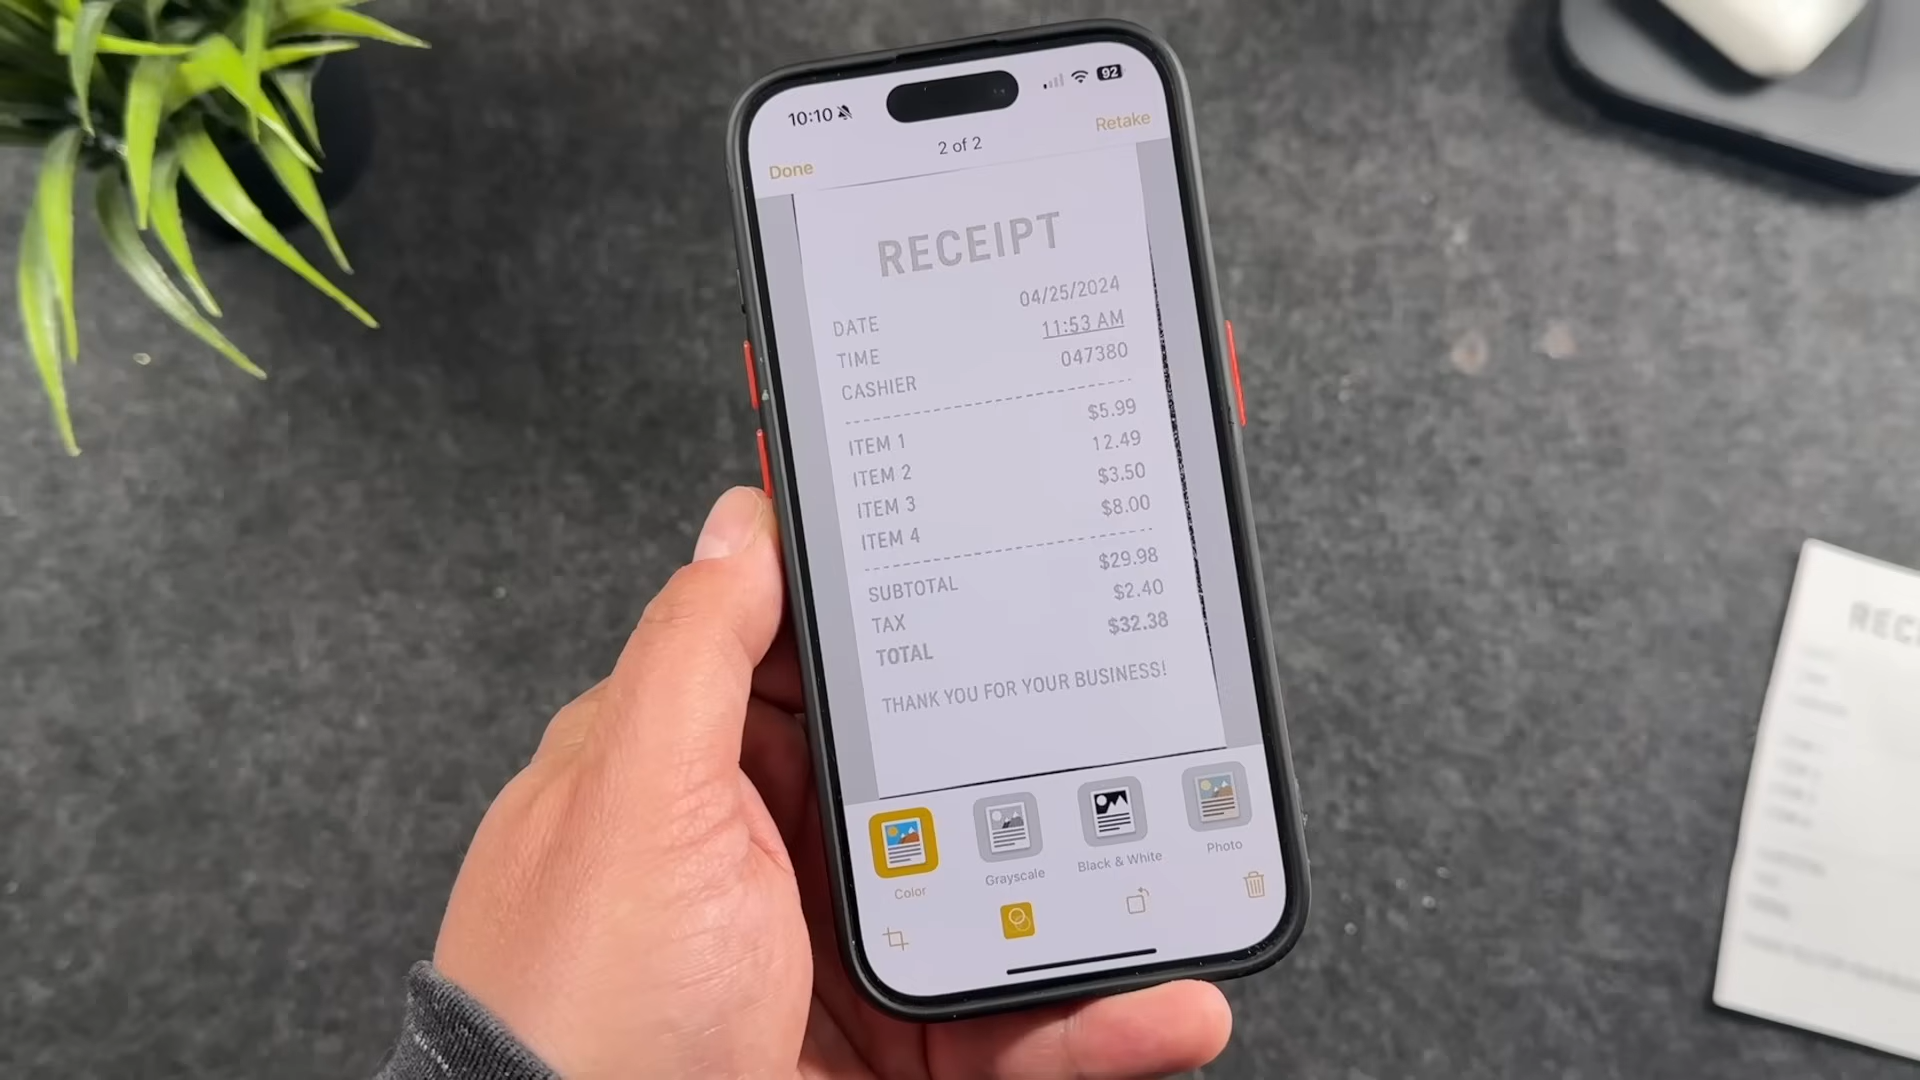 10:10
92
Done
2 of 2
Retake
RECEIPT
DATE 04/25/2024
TIME 11:53 AM
CASHIER 047380
ITEM 1 $5.99
ITEM 2 12.49
ITEM 3 $3.50
ITEM 4 $8.00
SUBTOTAL $29.98
TAX $2.40
TOTAL $32.38
THANK YOU FOR YOUR BUSINESS!
Color
Grayscale
Black & White
Photo